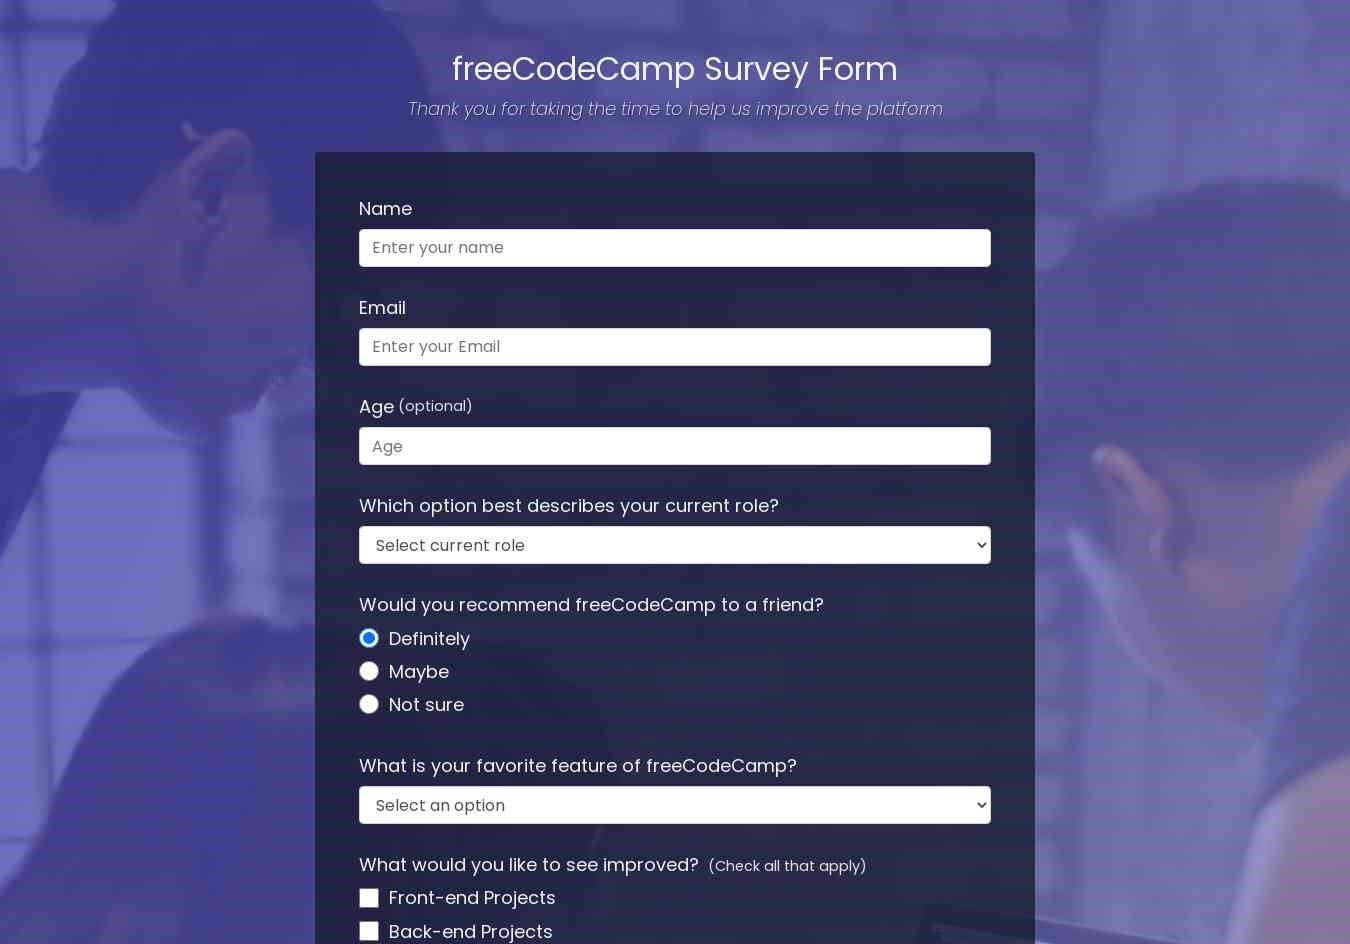 freeCodeCamp Survey Form
Thank you for taking the time to help us improve the platform
Name
Enter your name
Email
Enter your Email
Age (optional)
Age
Which option best describes your current role?
Select current role
Would you recommend freeCodeCamp to a friend?
Definitely
Maybe
Not sure
What is your favorite feature of freeCodeCamp?
Select an option
What would you like to see improved? (Check all that apply)
Front-end Projects
Back-end Projects